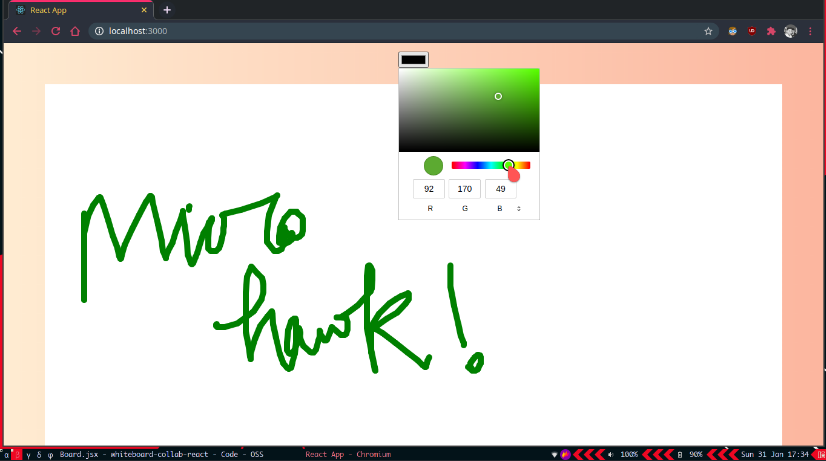 React App
localhost:3000
92 170 49
R G B
Miro
hawk!
α β γ δ φ Board.jsx - whiteboard-collab-react - Code - OSS React App - Chromium 100% 90% Sun 31 Jan 17:34